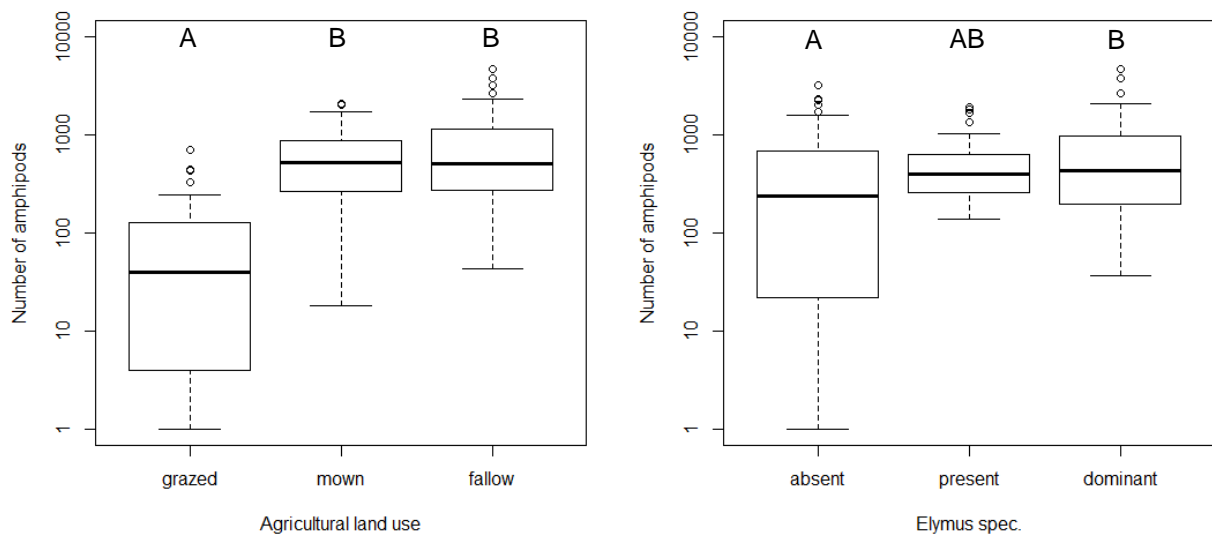 A B B
Number of amphipods
10000
1000
100
10
1
grazed mown fallow
Agricultural land use
A AB B
Number of amphipods
10000
1000
100
10
1
absent present dominant
Elymus spec.